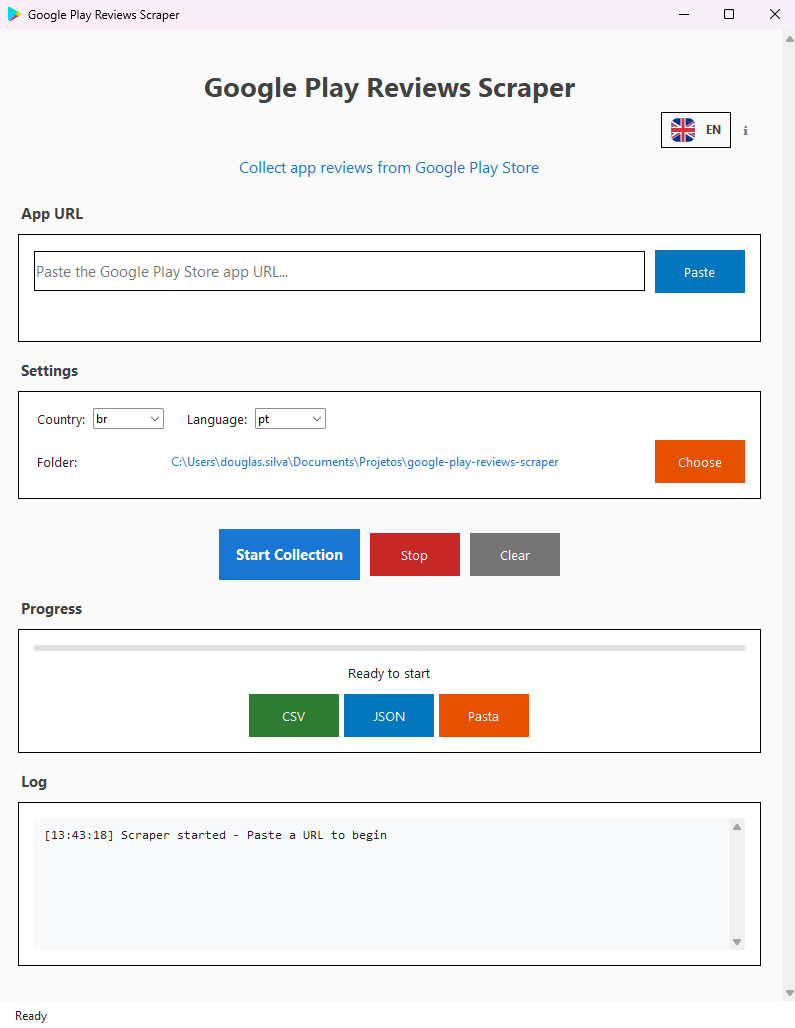 Google Play Reviews Scraper
Google Play Reviews Scraper
EN i
Collect app reviews from Google Play Store
App URL
Paste the Google Play Store app URL... Paste
Settings
Country: br Language: pt
Folder: C:\Users\douglas.silva\Documents\Projetos\google-play-reviews-scraper Choose
Start Collection Stop Clear
Progress
Ready to start
CSV JSON Pasta
Log
[13:43:18] Scraper started - Paste a URL to begin
Ready